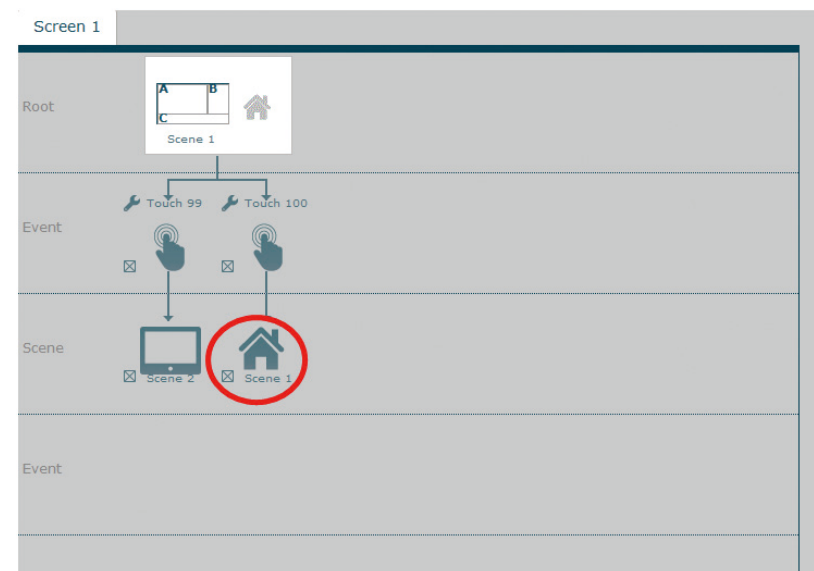 Screen 1
A B
C
Root
Scene 1
Touch 99 Touch 100
Event
Scene
Scene 2 Scene 1
Event